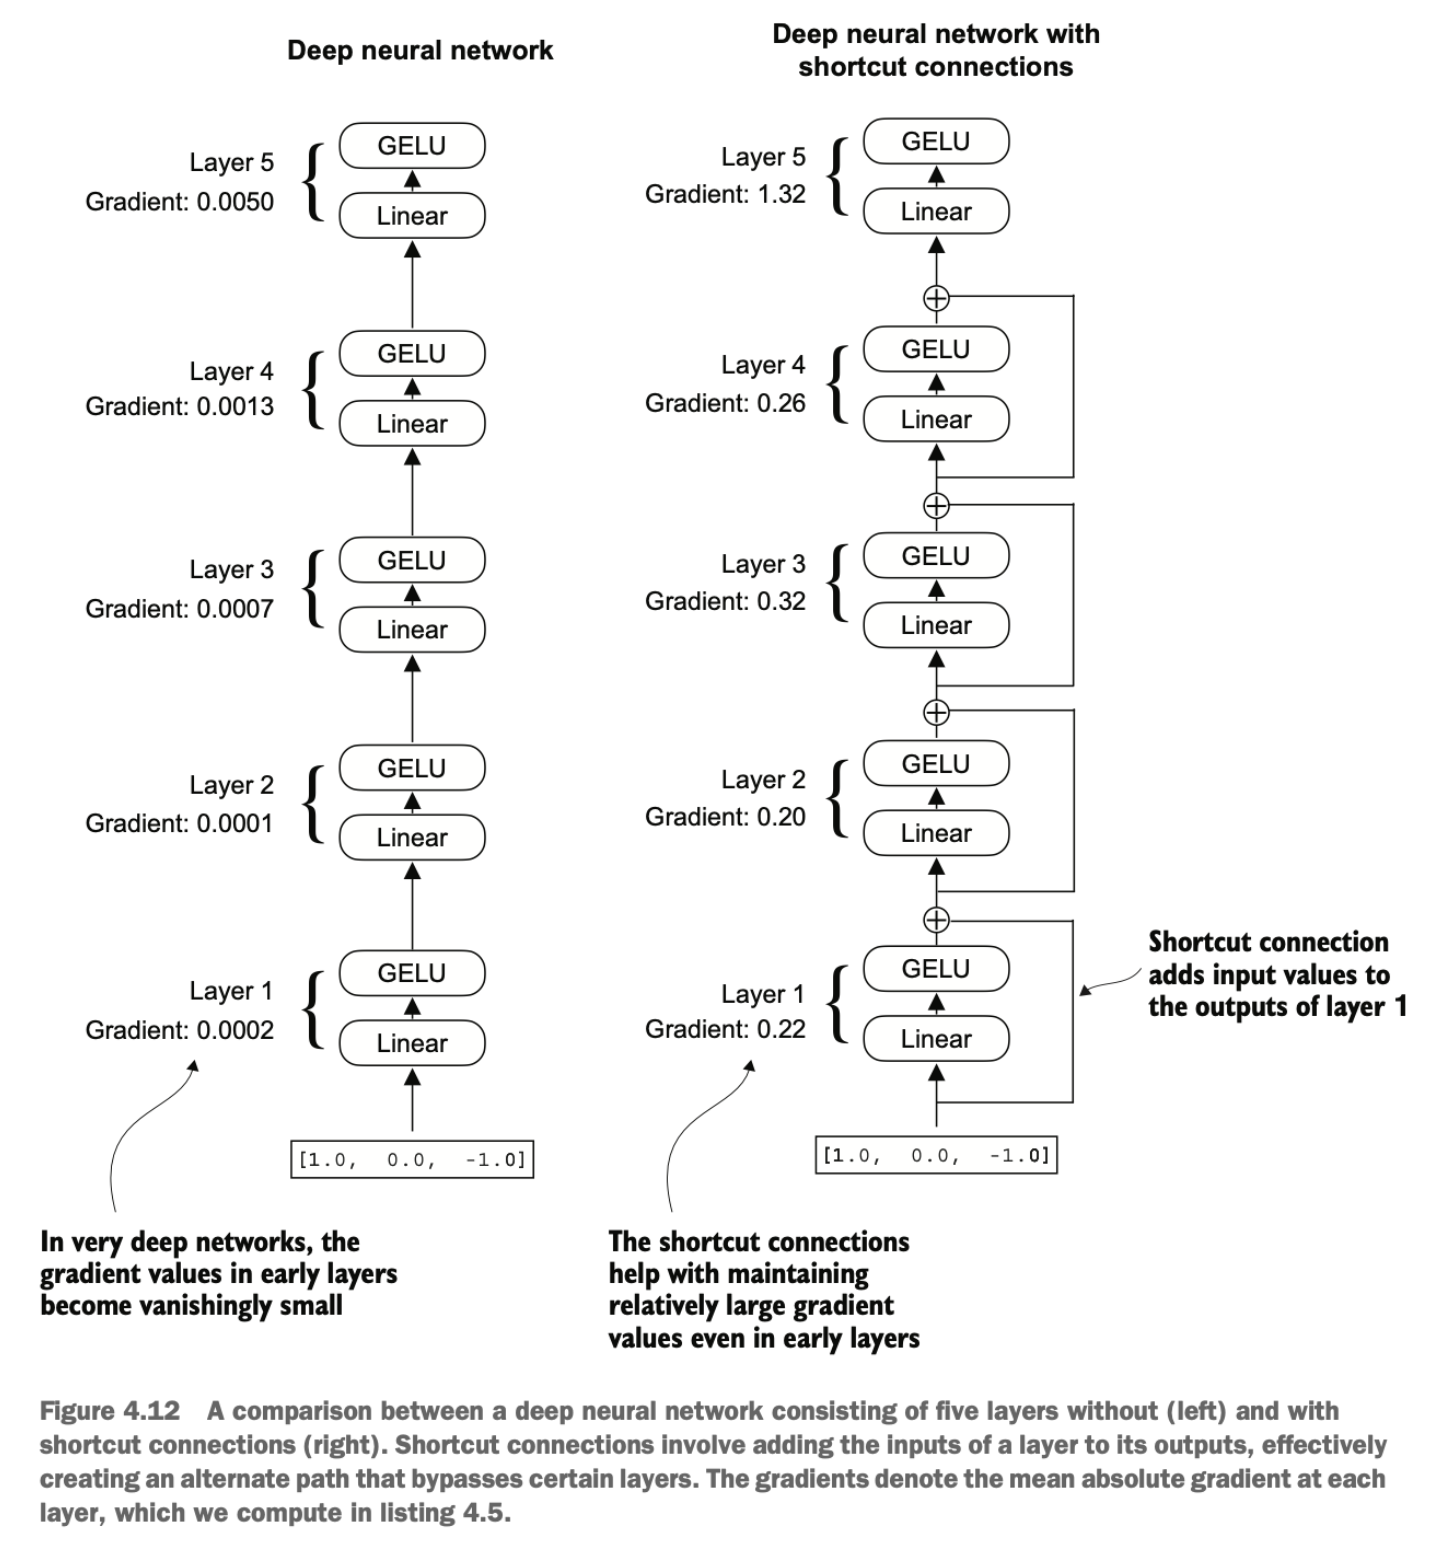 Deep neural network
Layer 5
Gradient: 0.0050
GELU
Linear
Layer 4
Gradient: 0.0013
GELU
Linear
Layer 3
Gradient: 0.0007
GELU
Linear
Layer 2
Gradient: 0.0001
GELU
Linear
Layer 1
Gradient: 0.0002
GELU
Linear
[1.0, 0.0, -1.0]
In very deep networks, the
gradient values in early layers
become vanishingly small
Deep neural network with
shortcut connections
Layer 5
Gradient: 1.32
GELU
Linear
Layer 4
Gradient: 0.26
GELU
Linear
Layer 3
Gradient: 0.32
GELU
Linear
Layer 2
Gradient: 0.20
GELU
Linear
Layer 1
Gradient: 0.22
GELU
Linear
[1.0, 0.0, -1.0]
Shortcut connection
adds input values to
the outputs of layer 1
The shortcut connections
help with maintaining
relatively large gradient
values even in early layers
Figure 4.12 A comparison between a deep neural network consisting of five layers without (left) and with
shortcut connections (right). Shortcut connections involve adding the inputs of a layer to its outputs, effectively
creating an alternate path that bypasses certain layers. The gradients denote the mean absolute gradient at each
layer, which we compute in listing 4.5.